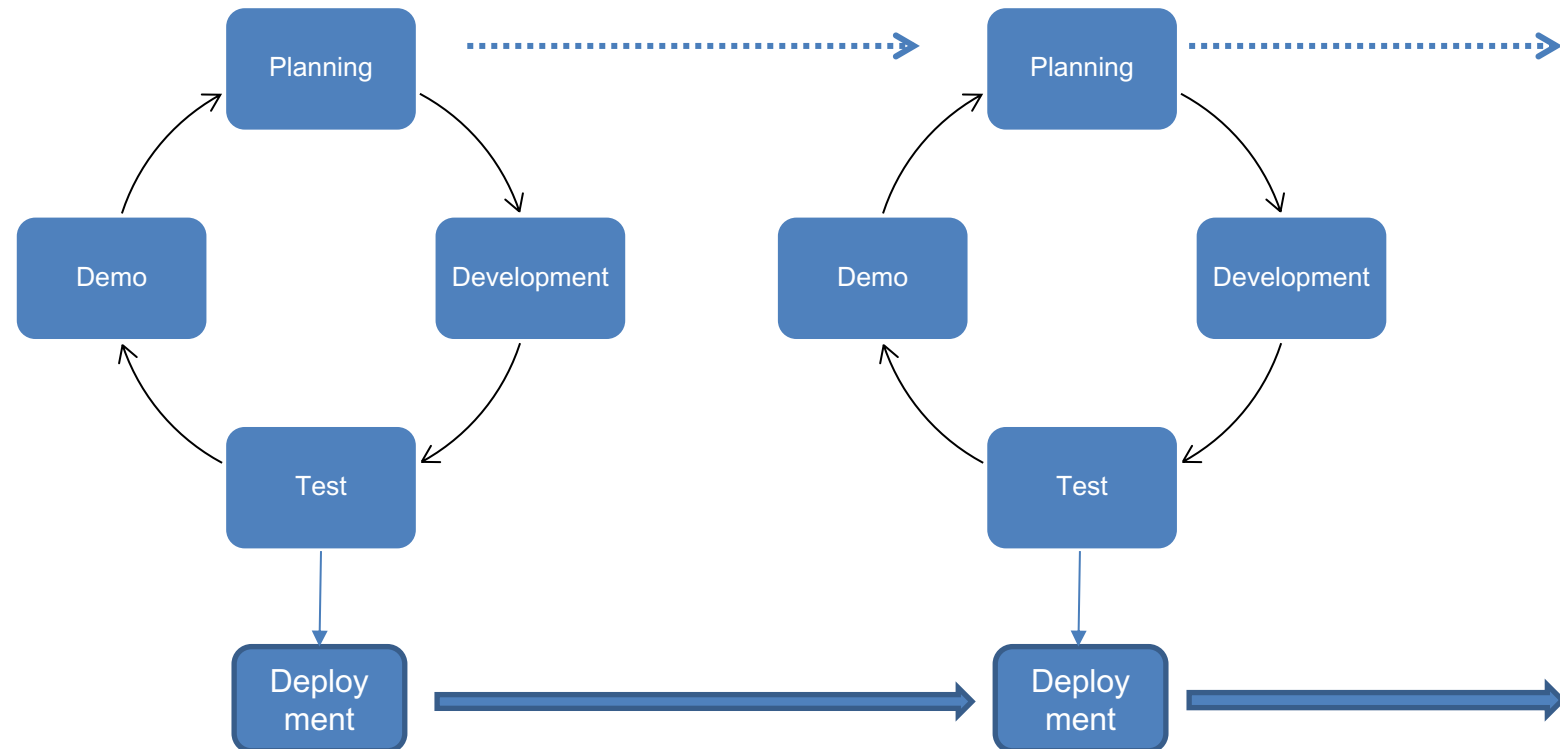 Planning
Planning
Demo
Development
Demo
Development
Test
Test
Deploy
ment
Deploy
ment